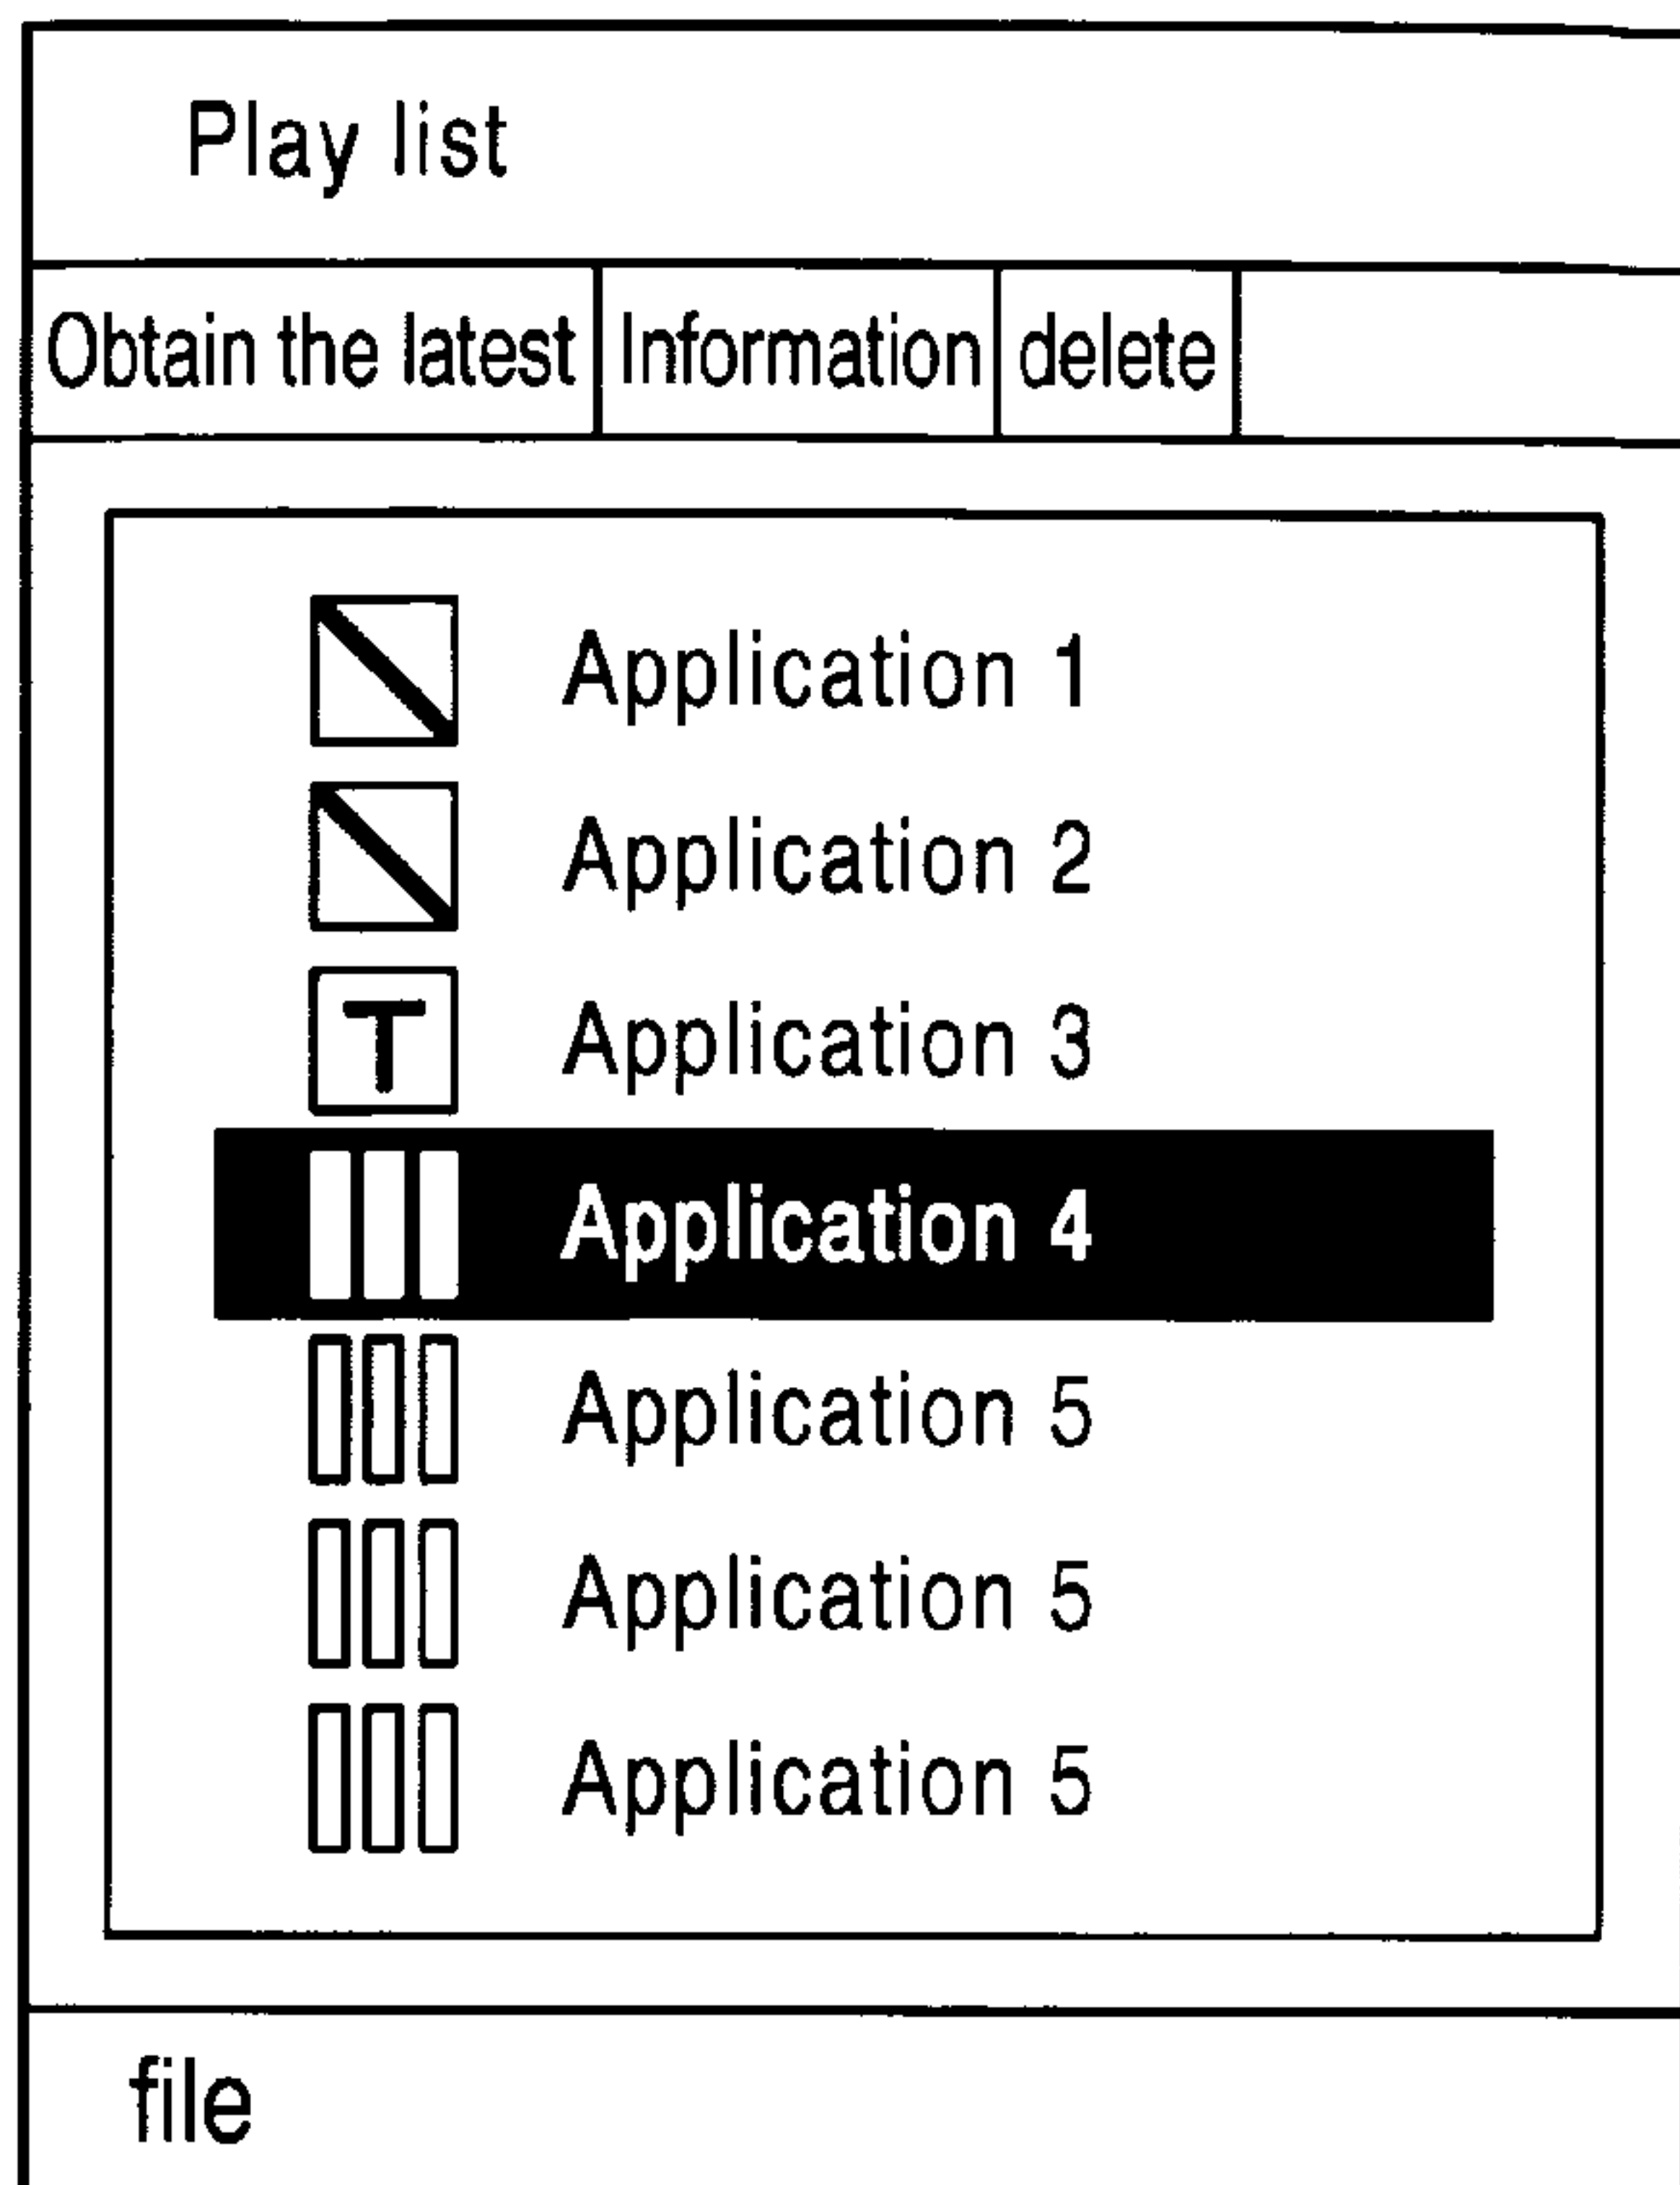 Play list
Obtain the latest Information delete
Application 1
Application 2
T Application 3
Application 4
Application 5
Application 5
Application 5
file